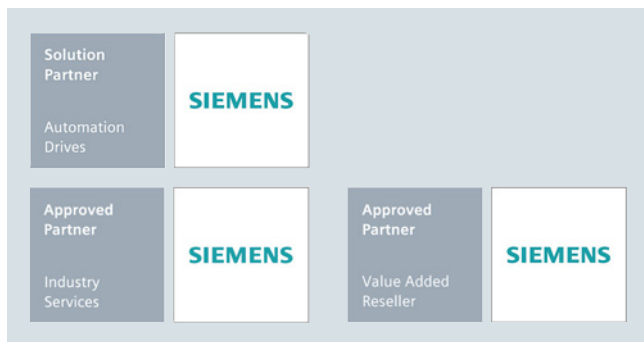 Solution
Partner
Automation
Drives
SIEMENS
Approved
Partner
Industry
Services
SIEMENS
Approved
Partner
Value Added
Reseller
SIEMENS